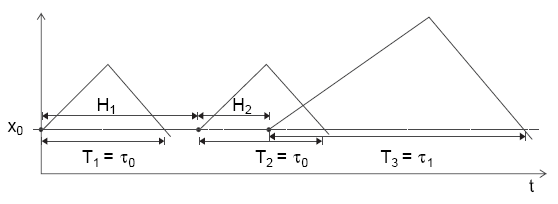 H₁ H₂
x₀
T₁ = τ₀ T₂ = τ₀ T₃ = τ₁
t